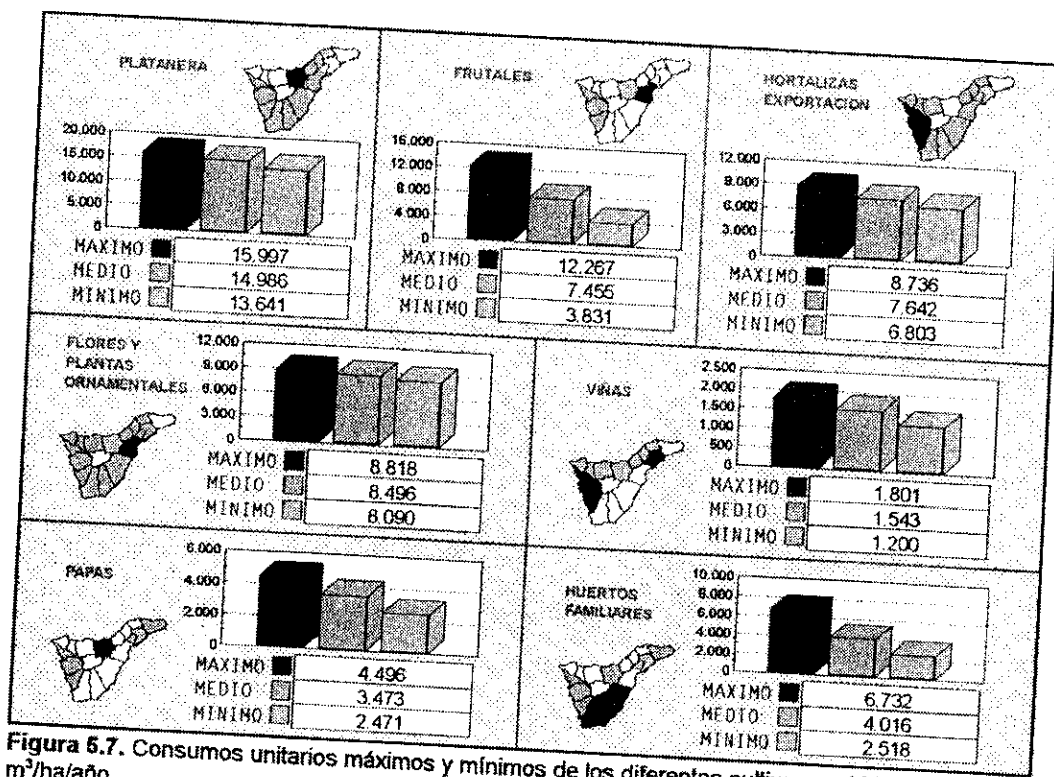 PLATANERA
20.000
15.000
10.000
5.000
0
MAXIMO 15.997
MEDIO 14.986
MINIMO 13.641
FRUTALES
16.000
12.000
8.000
4.000
0
MAXIMO 12.267
MEDIO 7.455
MINIMO 3.831
HORTALIZAS
EXPORTACION
12.000
9.000
6.000
3.000
0
MAXIMO 8.736
MEDIO 7.642
MINIMO 6.803
FLORES Y
PLANTAS
ORNAMENTALES
12.000
9.000
6.000
3.000
0
MAXIMO 8.818
MEDIO 8.496
MINIMO 8.090
VIÑAS
2.500
2.000
1.500
1.000
500
0
MAXIMO 1.801
MEDIO 1.543
MINIMO 1.200
PAPAS
6.000
4.000
2.000
0
MAXIMO 4.496
MEDIO 3.473
MINIMO 2.471
HUERTOS
FAMILIARES
10.000
8.000
6.000
4.000
2.000
0
MAXIMO 6.732
MEDIO 4.016
MINIMO 2.518
Figura 5.7. Consumos unitarios máximos y mínimos de los diferentes
m³/ha/año